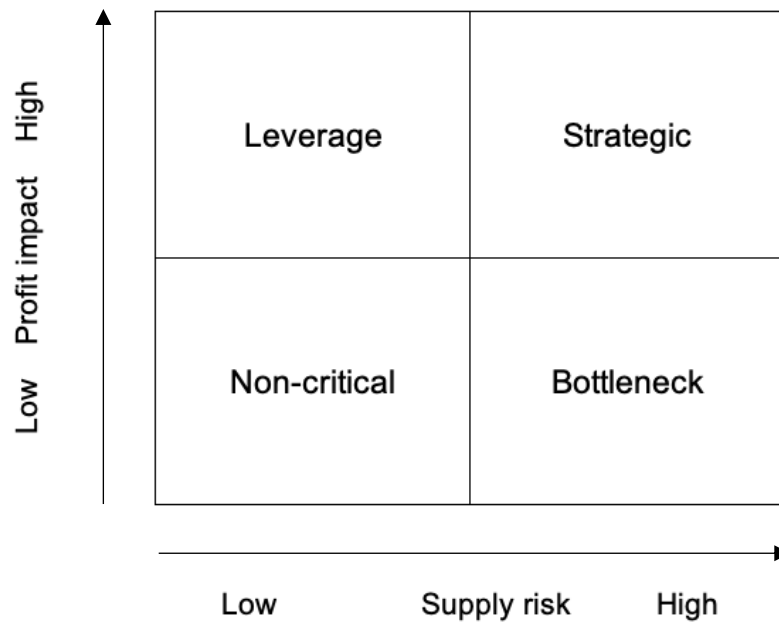 High
Profit impact
Low
Leverage
Strategic
Non-critical
Bottleneck
Low
Supply risk
High